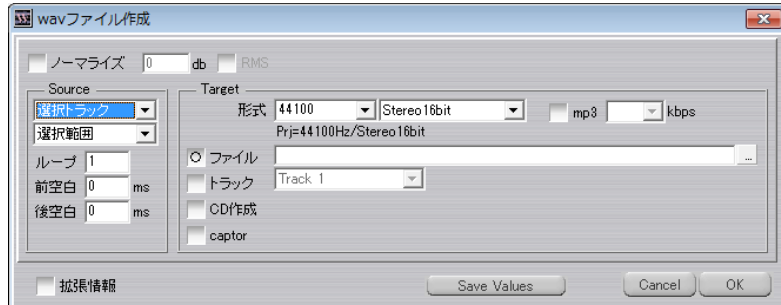 wavファイル作成
ノーマライズ 0 db RMS
Source
選択トラック
選択範囲
ループ 1
前空白 0 ms
後空白 0 ms
Target
形式 44100 Stereo16bit mp3 kbps
Prj=44100Hz/Stereo16bit
ファイル ...
トラック Track 1
CD作成
captor
拡張情報 Save Values Cancel OK